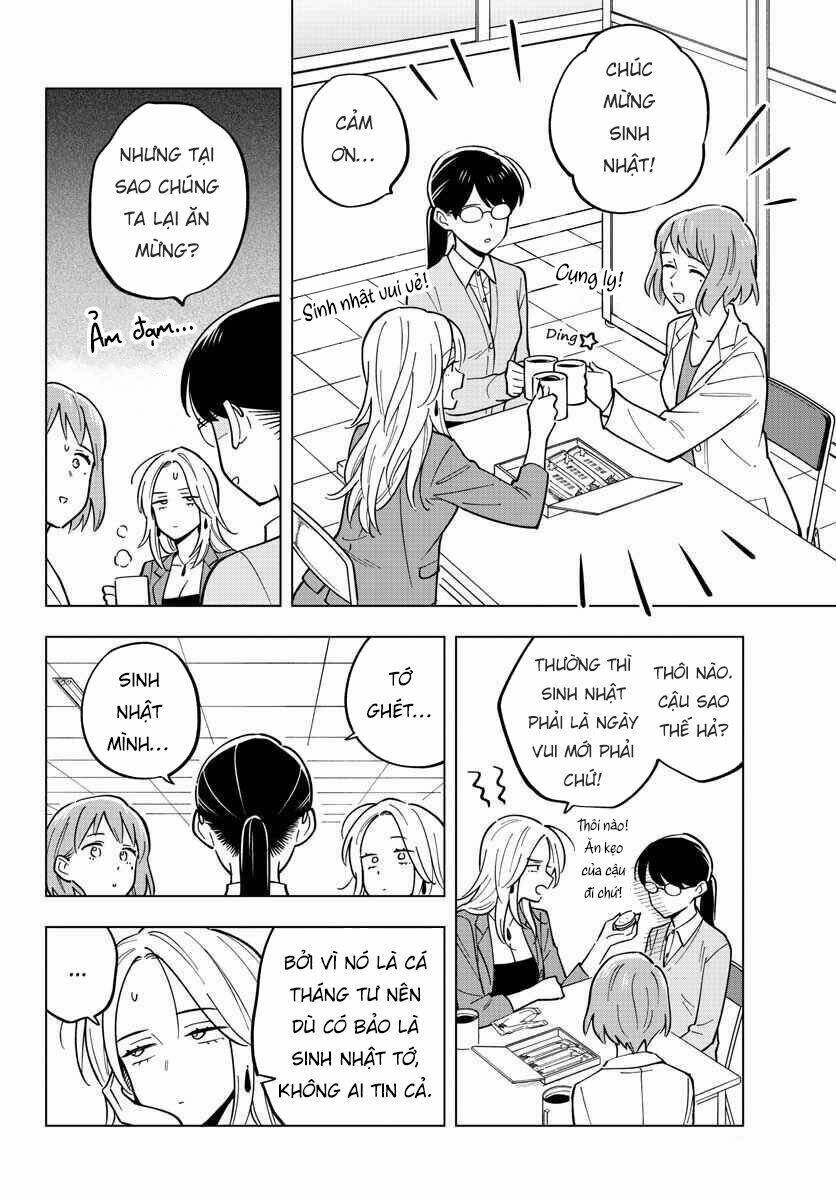 CHÚC
MỪNG
SINH
NHẬT!
CẢM
ƠN...
Cụng ly!
Sinh nhật vui vẻ!
Ding
NHƯNG TẠI
SAO CHÚNG
TA LẠI ĂN
MỪNG?
Ảm đạm...
THÔI NÀO.
CẬU SAO
THẾ HẢ?
THƯỜNG THÌ
SINH NHẬT
PHẢI LÀ NGÀY
VUI MỚI PHẢI
CHỨ!
Thôi nào!
Ăn kẹo
của cậu
đi chứ!
TỚ
GHÉT...
SINH
NHẬT
MÌNH...
BỞI VÌ NÓ LÀ CÁ
THÁNG TƯ NÊN
DÙ CÓ BẢO LÀ
SINH NHẬT TỚ,
KHÔNG AI TIN CẢ.
...